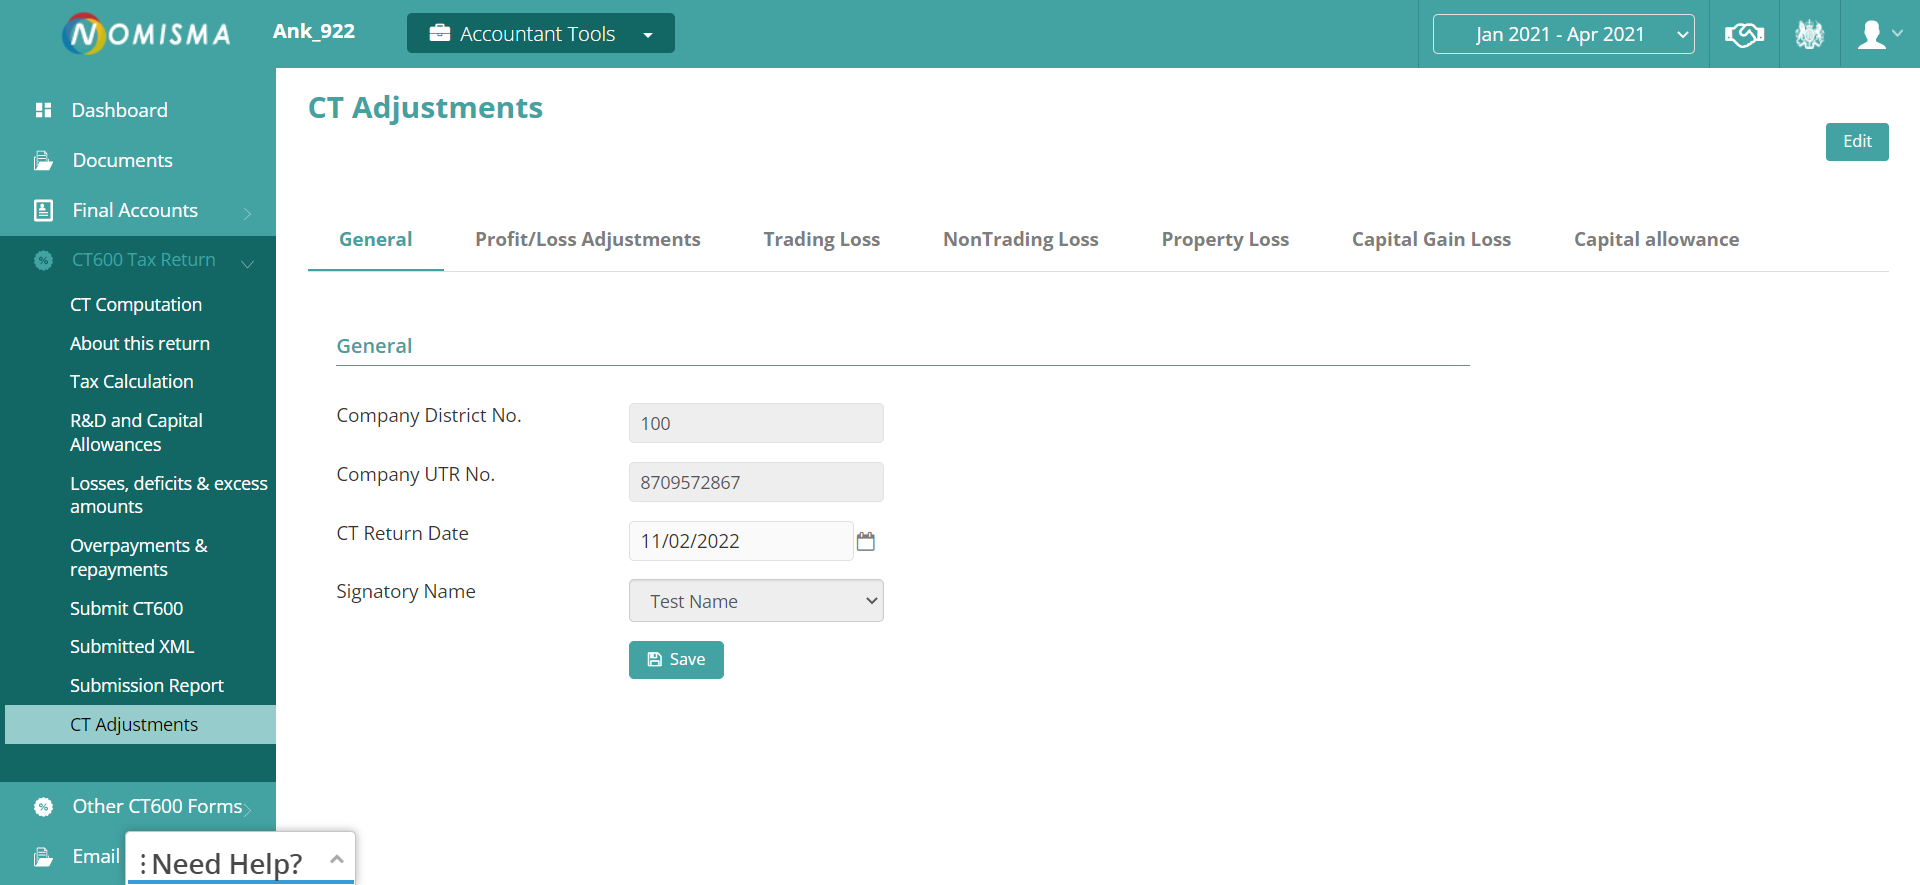 NOMISMA
Ank_922
Accountant Tools
Jan 2021 - Apr 2021
Dashboard
Documents
Final Accounts
CT600 Tax Return
CT Computation
About this return
Tax Calculation
R&D and Capital
Allowances
Losses, deficits & excess
amounts
Overpayments &
repayments
Submit CT600
Submitted XML
Submission Report
CT Adjustments
Other CT600 Forms
Email
Need Help?
CT Adjustments
Edit
General
Profit/Loss Adjustments
Trading Loss
NonTrading Loss
Property Loss
Capital Gain Loss
Capital allowance
General
Company District No.
100
Company UTR No.
8709572867
CT Return Date
11/02/2022
Signatory Name
Test Name
Save